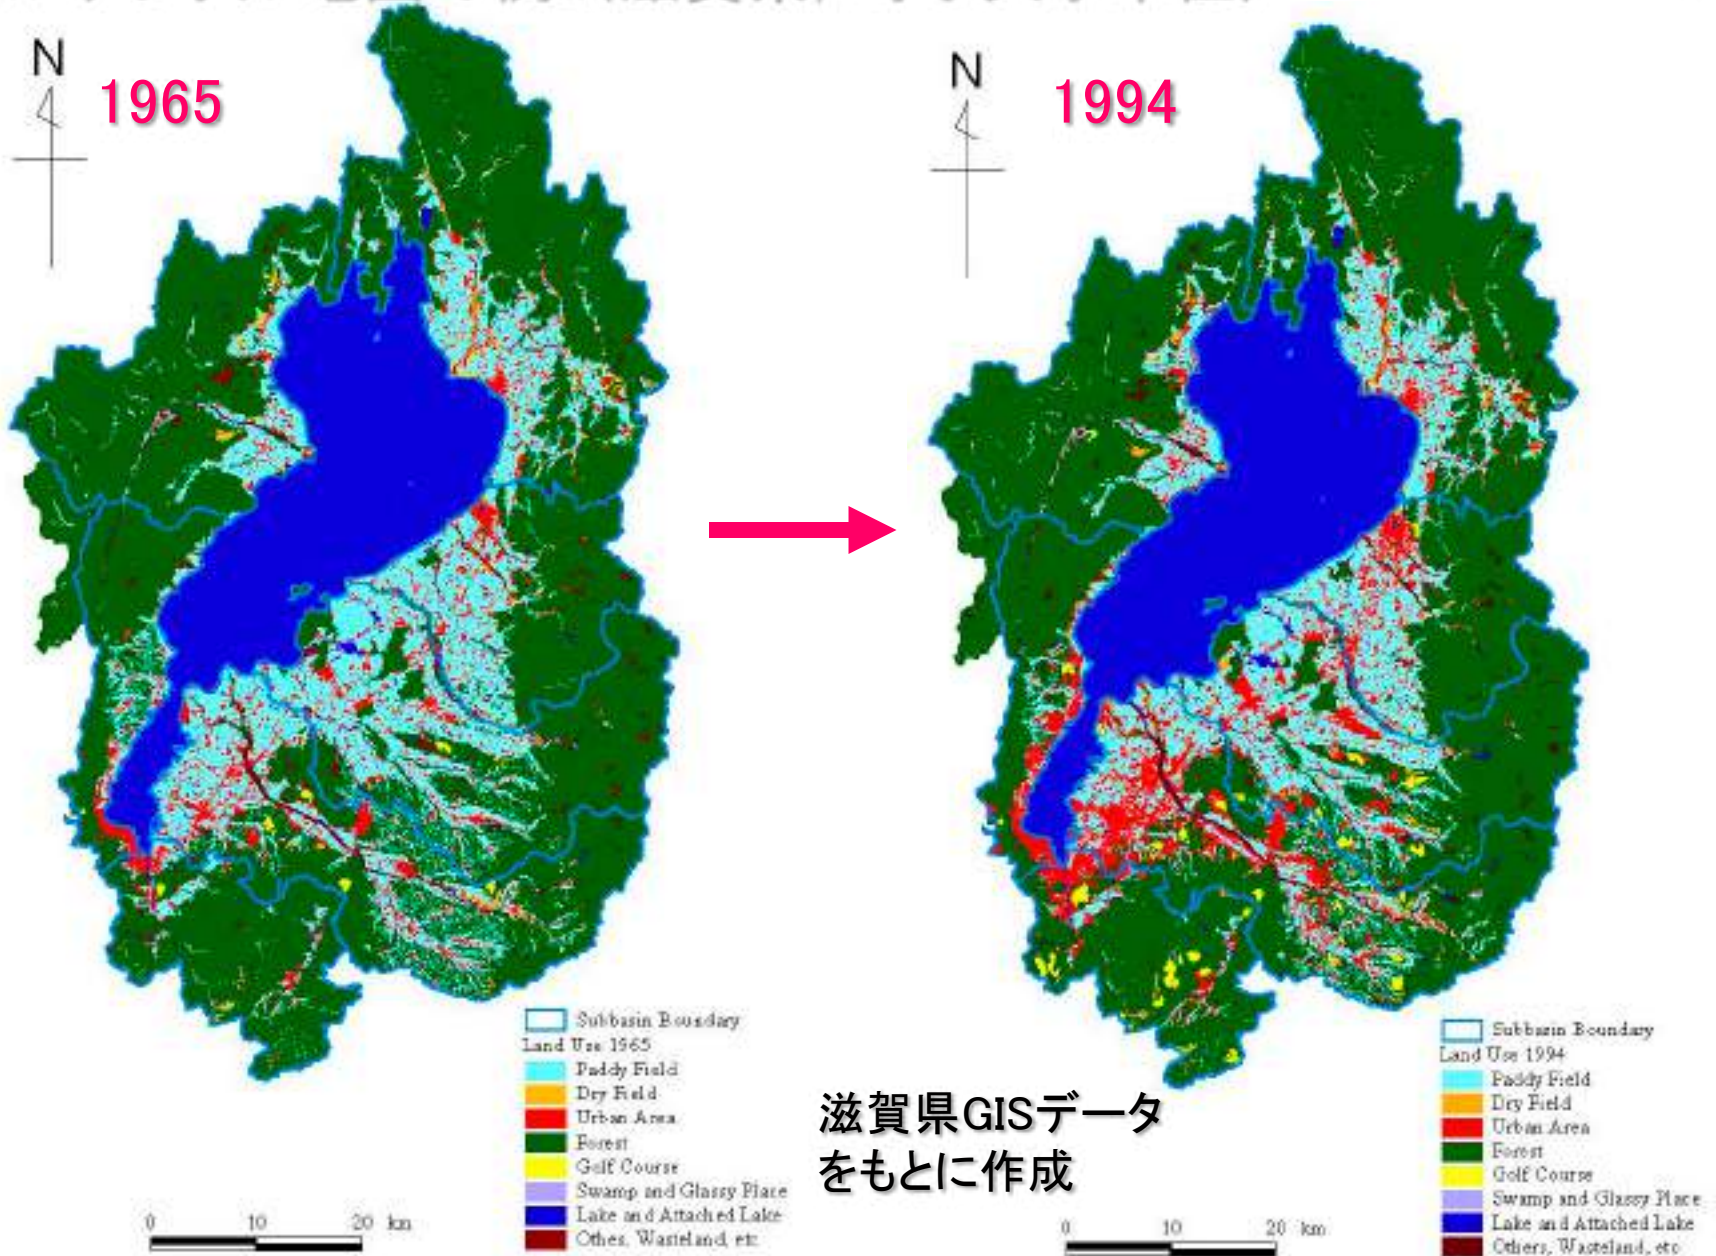 N
1965
N
1994
Subbasin Boundary
Land Use 1965
Paddy Field
Dry Field
Urban Area
Forest
Golf Course
Swamp and Glassy Place
Lake and Attached Lake
Othes, Wasteland, etc
0 10 20 km
滋賀県GISデータ
をもとに作成
Subbasin Boundary
Land Use 1994
Paddy Field
Dry Field
Urban Area
Forest
Golf Course
Swamp and Glassy Place
Lake and Attached Lake
Others, Wasteland, etc
0 10 20 km